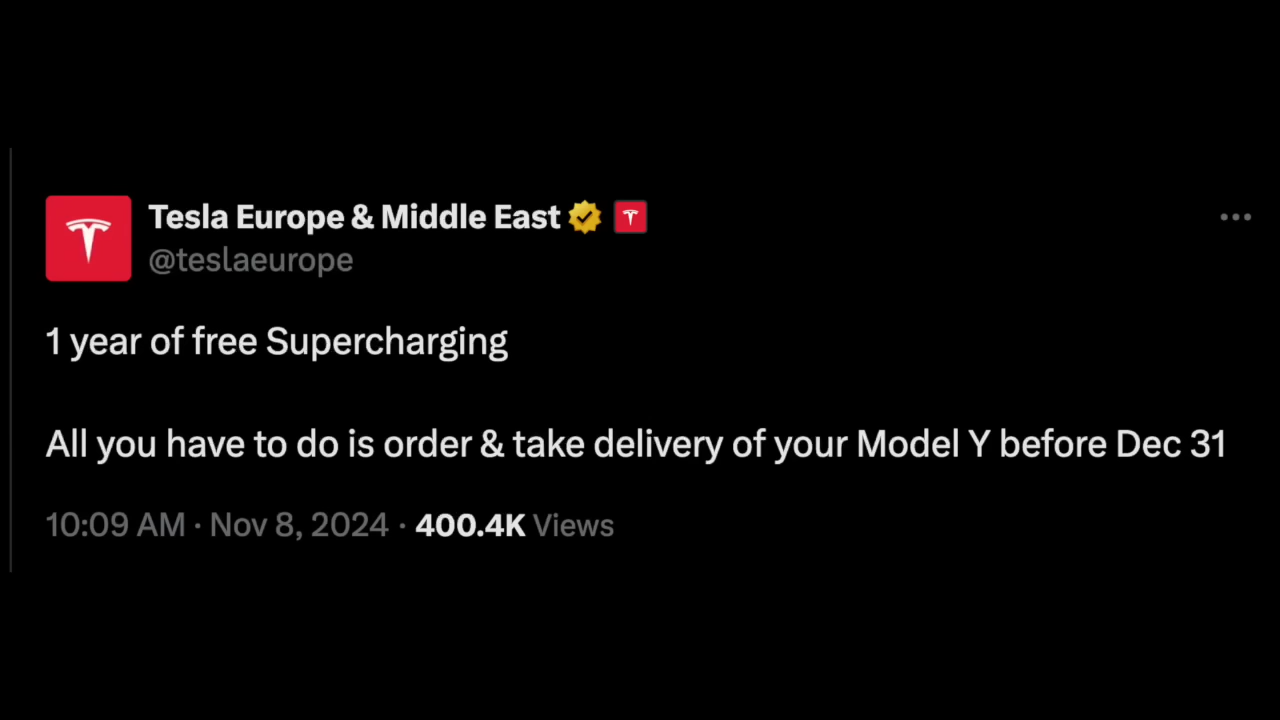 Tesla Europe & Middle East
@teslaeurope
1 year of free Supercharging
All you have to do is order & take delivery of your Model Y before Dec 31
10:09 AM · Nov 8, 2024 · 400.4K Views